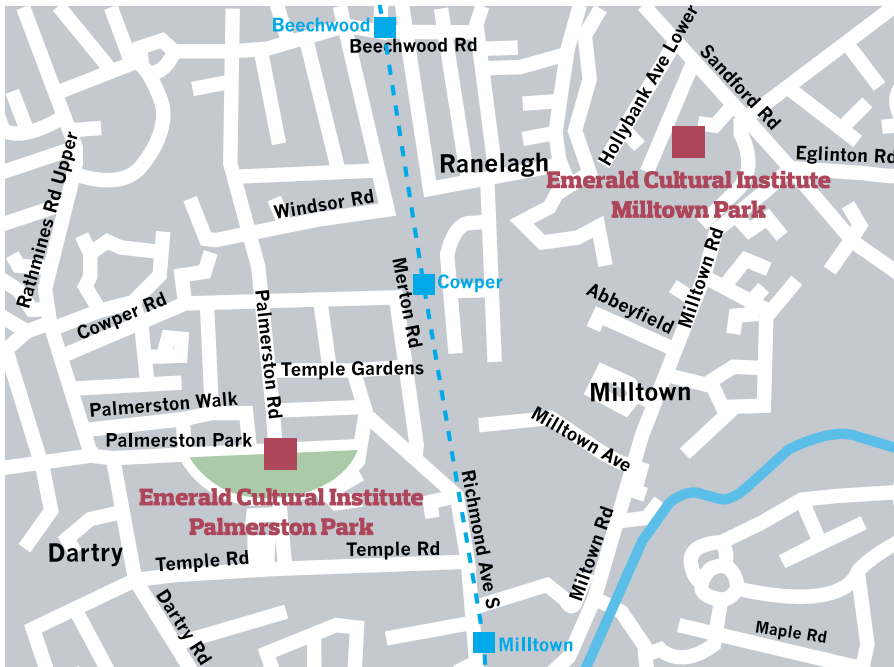 Beechwood
Beechwood Rd
Hollybank Ave Lower
Sandford Rd
Rathmines Rd Upper
Ranelagh
Eglinton Rd
Emerald Cultural Institute
Milltown Park
Windsor Rd
Milltown Rd
Merton Rd
Cowper
Abbeyfield
Cowper Rd
Palmerston Rd
Temple Gardens
Milltown
Palmerston Walk
Milltown Ave
Palmerston Park
Emerald Cultural Institute
Palmerston Park
Richmond Ave S
Dartry
Temple Rd
Temple Rd
Miltown Rd
Dartry Rd
Maple Rd
Milltown